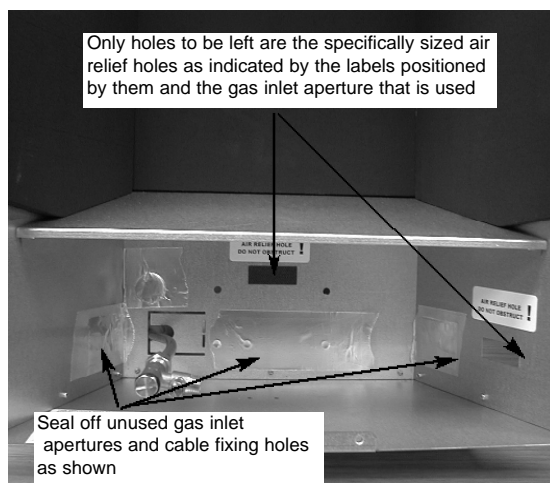 Only holes to be left are the specifically sized air
relief holes as indicated by the labels positioned
by them and the gas inlet aperture that is used
AIR RELIEF HOLE
DO NOT OBSTRUCT !
AIR RELIEF HOLE
DO NOT OBSTRUCT !
Seal off unused gas inlet
apertures and cable fixing holes
as shown